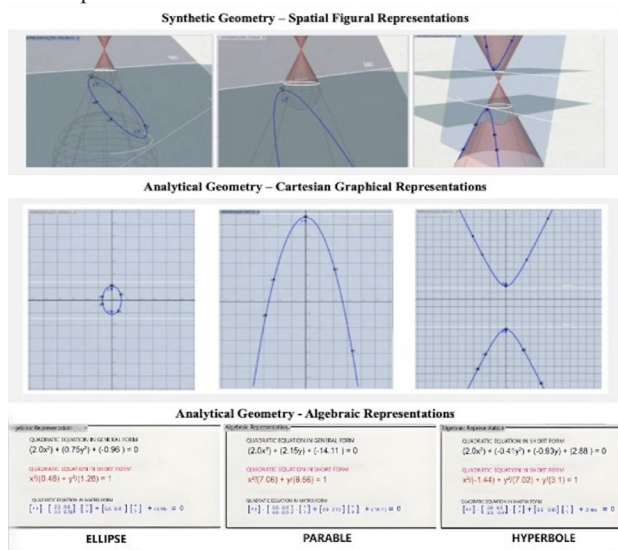 Synthetic Geometry – Spatial Figural Representations
Analytical Geometry – Cartesian Graphical Representations
Analytical Geometry - Algebraic Representations
QUADRATIC EQUATION IN GENERAL FORM
(2.0x²) + (0.75y²) + (-0.96 ) = 0
QUADRATIC EQUATION IN SHORT FORM
x²/(0.48) + y²/(1.28) = 1
QUADRATIC EQUATION IN MATRIX FORM
ELLIPSE
Algebraic Representation
QUADRATIC EQUATION IN GENERAL FORM
(2.0x²) + (2.15y) + (-14.11 ) = 0
QUADRATIC EQUATION IN SHORT FORM
x²/(7.06) + y/(6.56) = 1
QUADRATIC EQUATION IN MATRIX FORM
PARABLE
Algebraic Representation
QUADRATIC EQUATION IN GENERAL FORM
(2.0x²) + (-0.41y²) + (-0.93y) + (2.88 ) = 0
QUADRATIC EQUATION IN SHORT FORM
x²/(-1.44) + y²/(7.02) + y/(3.1) = 1
QUADRATIC EQUATION IN MATRIX FORM
HYPERBOLE